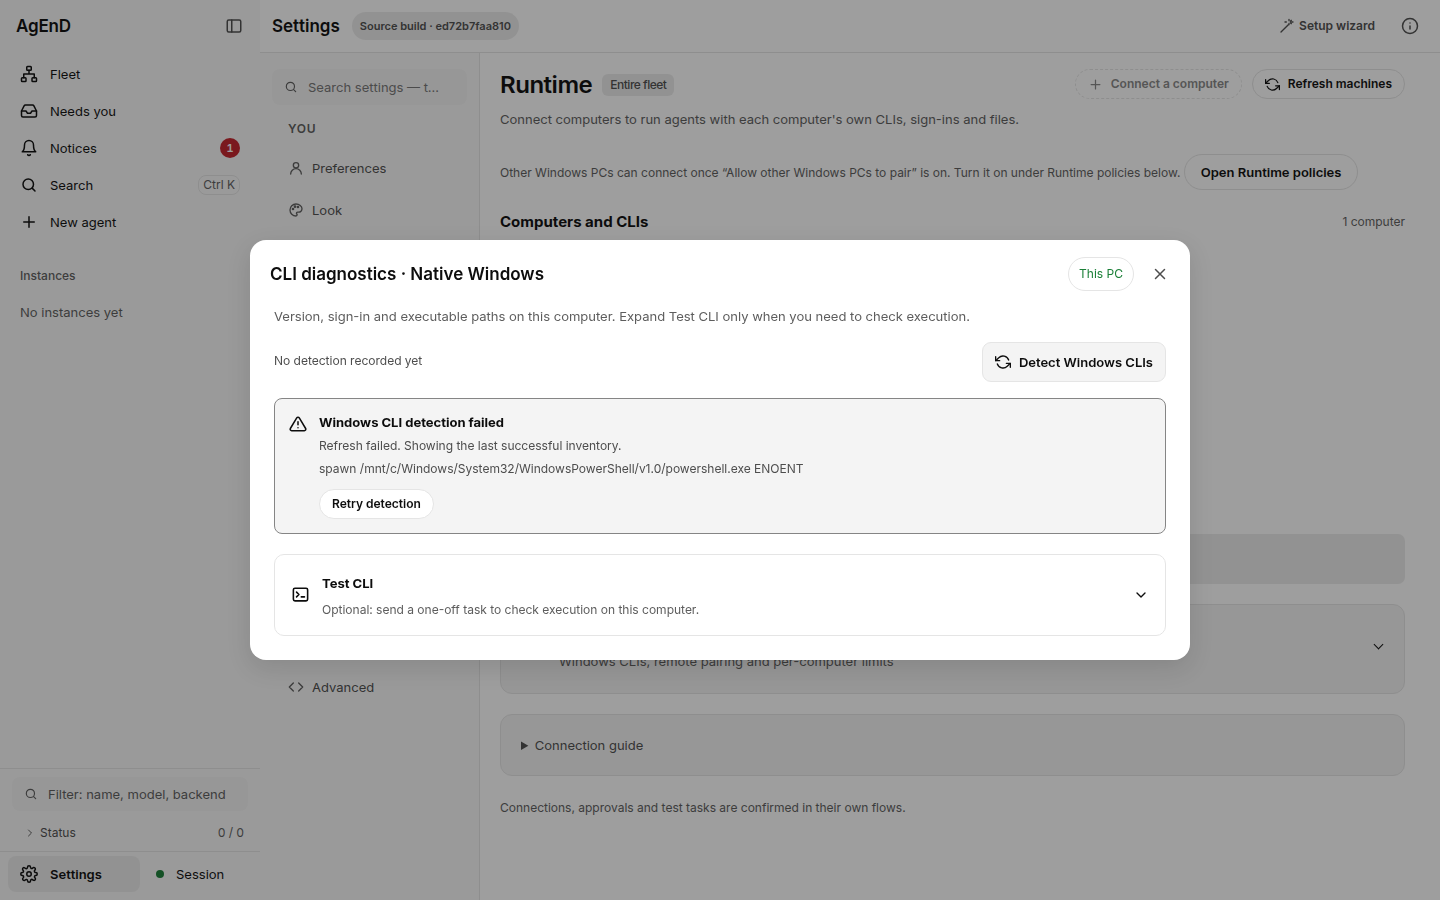 AgEnD
Fleet
Needs you
Notices
1
Search
Ctrl K
New agent
Instances
No instances yet
Filter: name, model, backend
Status
0 / 0
Settings
Session
Settings
Source build · ed72b7faa810
Setup wizard
Search settings — t...
YOU
Preferences
Look
Advanced
Runtime
Entire fleet
Connect a computer
Refresh machines
Connect computers to run agents with each computer's own CLIs, sign-ins and files.
Other Windows PCs can connect once “Allow other Windows PCs to pair” is on. Turn it on under Runtime policies below.
Open Runtime policies
Computers and CLIs
1 computer
CLI diagnostics · Native Windows
This PC
Version, sign-in and executable paths on this computer. Expand Test CLI only when you need to check execution.
No detection recorded yet
Detect Windows CLIs
Windows CLI detection failed
Refresh failed. Showing the last successful inventory.
spawn /mnt/c/Windows/System32/WindowsPowerShell/v1.0/powershell.exe ENOENT
Retry detection
Test CLI
Optional: send a one-off task to check execution on this computer.
Windows CLIs, remote pairing and per-computer limits
Connection guide
Connections, approvals and test tasks are confirmed in their own flows.